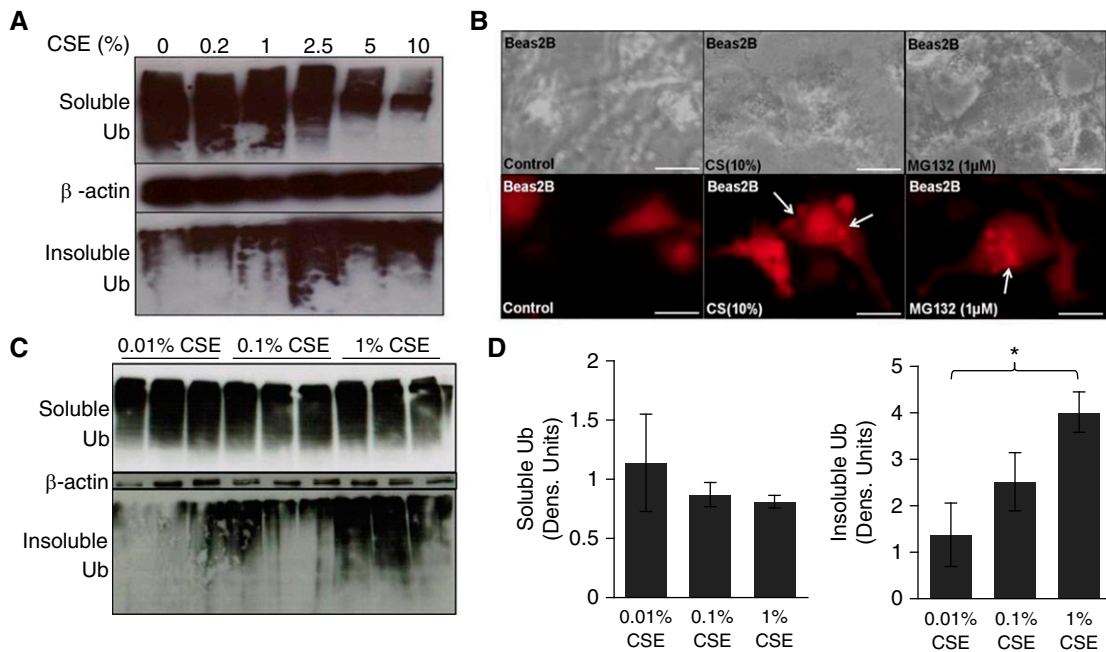 A
CSE (%) 0 0.2 1 2.5 5 10
Soluble
Ub
β -actin
Insoluble
Ub
B
Beas2B Beas2B Beas2B
Control CS(10%) MG132 (1μM)
Beas2B Beas2B Beas2B
Control CS(10%) MG132 (1μM)
C
0.01% CSE 0.1% CSE 1% CSE
Soluble
Ub
β-actin
Insoluble
Ub
D
Soluble Ub
(Dens. Units)
2
1.5
1
0.5
0
0.01% 0.1% 1%
CSE CSE CSE
Insoluble Ub
(Dens. Units)
5
4
3
2
1
0
*
0.01% 0.1% 1%
CSE CSE CSE